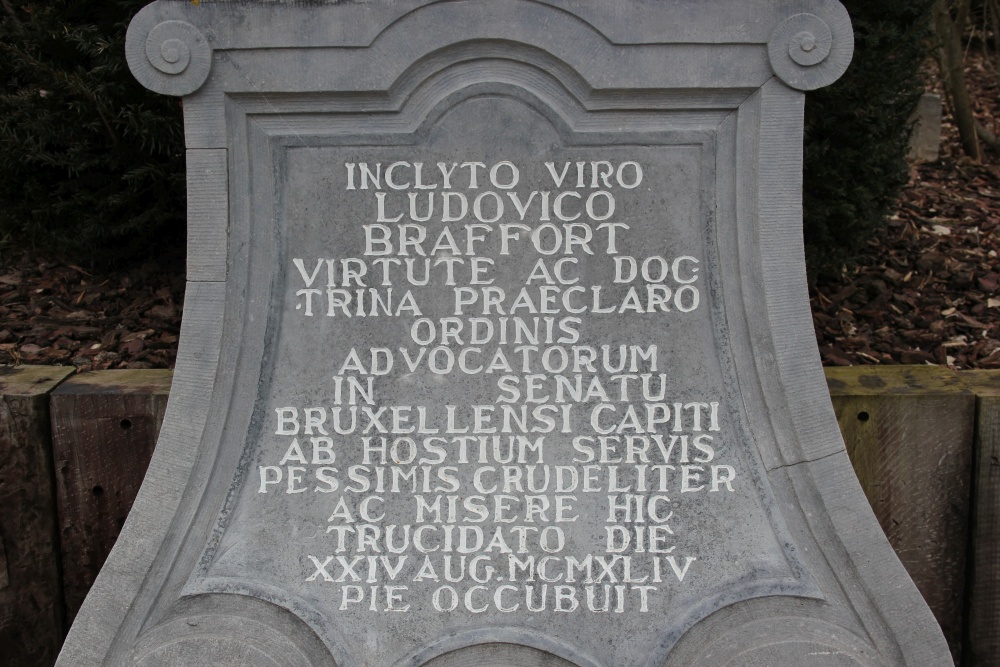 INCLYTO VIRO
LUDOVICO
BRAFFORT
VIRTUTE AC DOC
TRINA PRAECLARO
ORDINIS
ADVOCATORUM
IN SENATU
BRUXELLENSI CAPITI
AB HOSTIUM SERVIS
PESSIMIS CRUDELITER
AC MISERE HIC
TRUCIDATO DIE
XXIV AUG. MCMXLIV
PIE OCCUBUIT